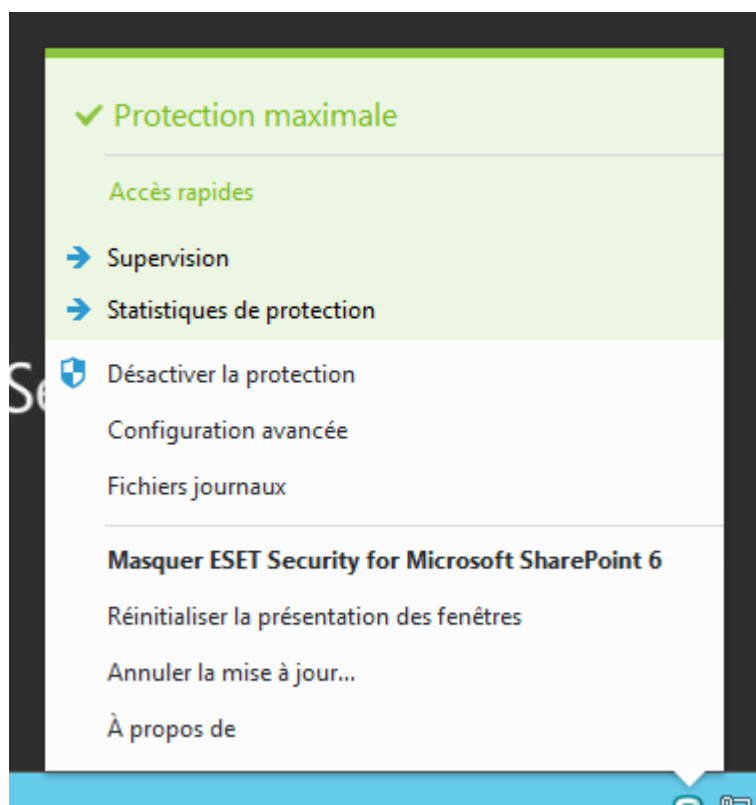 Protection maximale
Accès rapides
Supervision
Statistiques de protection
Désactiver la protection
Configuration avancée
Fichiers journaux
Masquer ESET Security for Microsoft SharePoint 6
Réinitialiser la présentation des fenêtres
Annuler la mise à jour...
À propos de